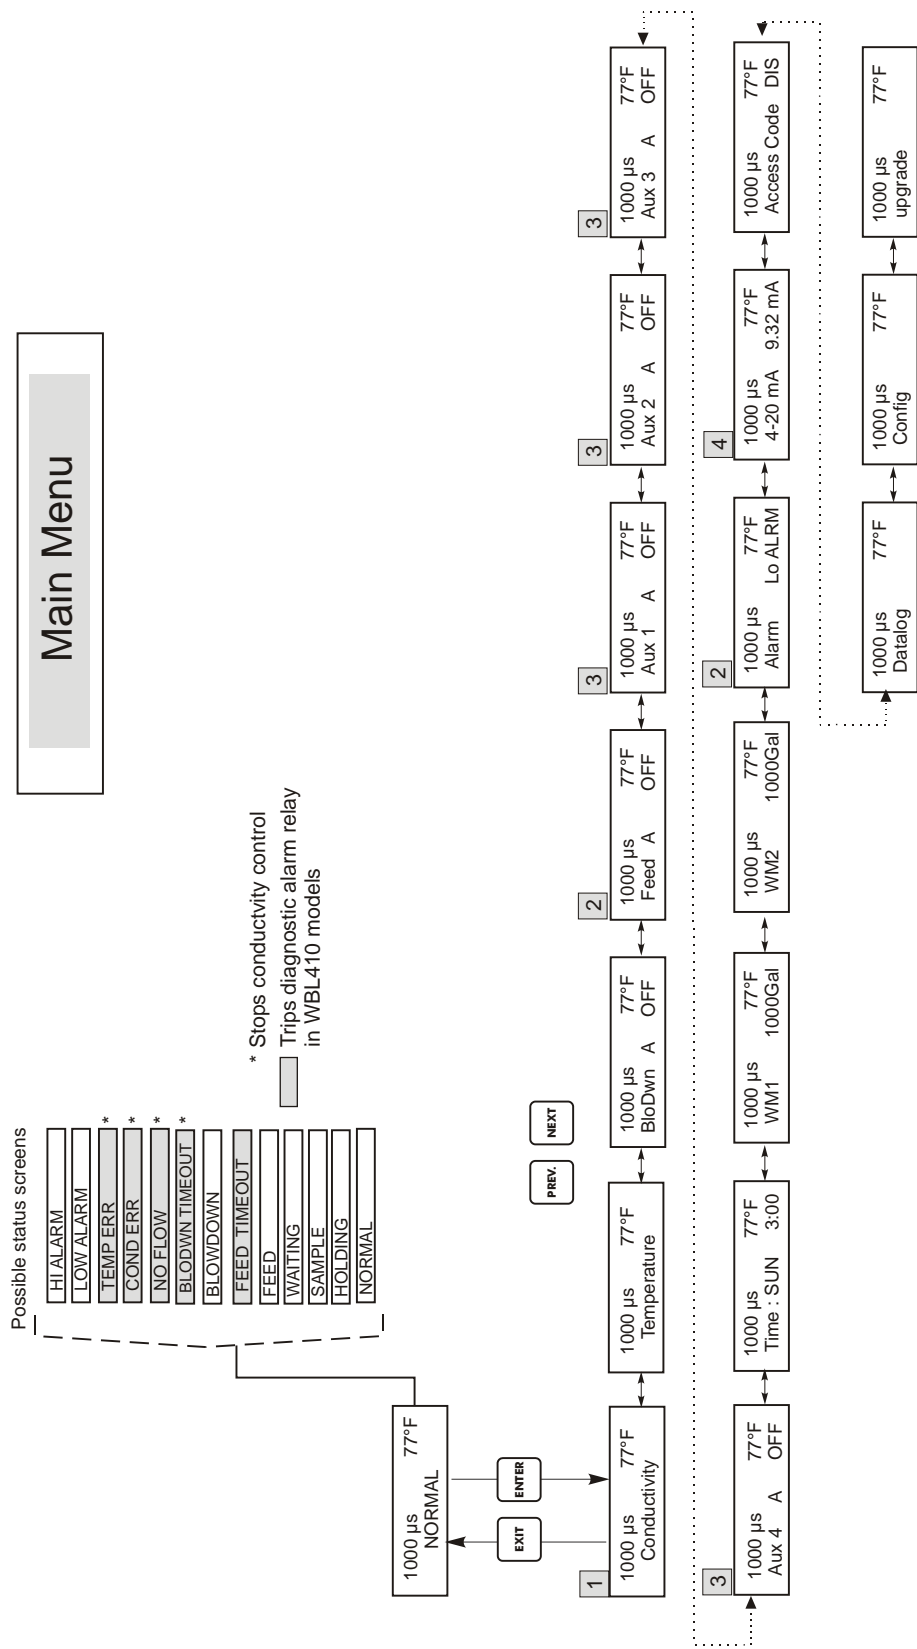 Main Menu
Possible status screens
HI ALARM
LOW ALARM
TEMP ERR *
COND ERR *
NO FLOW *
BLODWN TIMEOUT *
BLOWDOWN
FEED TIMEOUT
FEED
WAITING
SAMPLE
HOLDING
NORMAL
* Stops conductvity control
Trips diagnostic alarm relay
in WBL410 models
1000 µs 77°F
NORMAL
EXIT
ENTER
PREV.
NEXT
1
1000 µs 77°F
Conductivity
1000 µs 77°F
Temperature
1000 µs 77°F
BloDwn A OFF
2
1000 µs 77°F
Feed A OFF
3
1000 µs 77°F
Aux 1 A OFF
3
1000 µs 77°F
Aux 2 A OFF
3
1000 µs 77°F
Aux 3 A OFF
3
1000 µs 77°F
Aux 4 A OFF
1000 µs 77°F
Time : SUN 3:00
1000 µs 77°F
WM1 1000Gal
1000 µs 77°F
WM2 1000Gal
2
1000 µs 77°F
Alarm Lo ALRM
4
1000 µs 77°F
4-20 mA 9.32 mA
1000 µs 77°F
Access Code DIS
1000 µs 77°F
Datalog
1000 µs 77°F
Config
1000 µs 77°F
upgrade